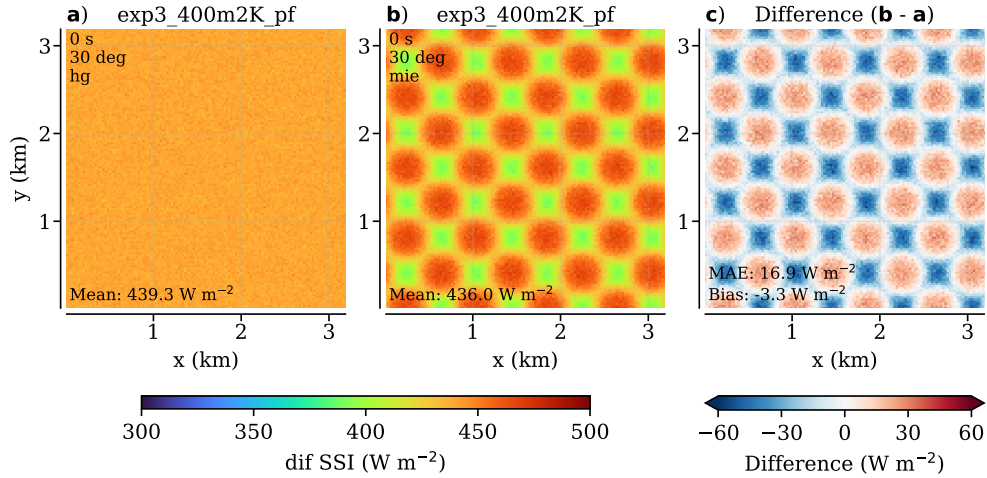 a) exp3_400m2K_pf
b) exp3_400m2K_pf
c) Difference (b - a)
0 s
30 deg
hg
0 s
30 deg
mie
3
2
1
y (km)
3
2
1
3
2
1
Mean: 439.3 W m⁻²
Mean: 436.0 W m⁻²
MAE: 16.9 W m⁻²
Bias: -3.3 W m⁻²
1 2 3
x (km)
1 2 3
x (km)
1 2 3
x (km)
300 350 400 450 500
dif SSI (W m⁻²)
−60 −30 0 30 60
Difference (W m⁻²)